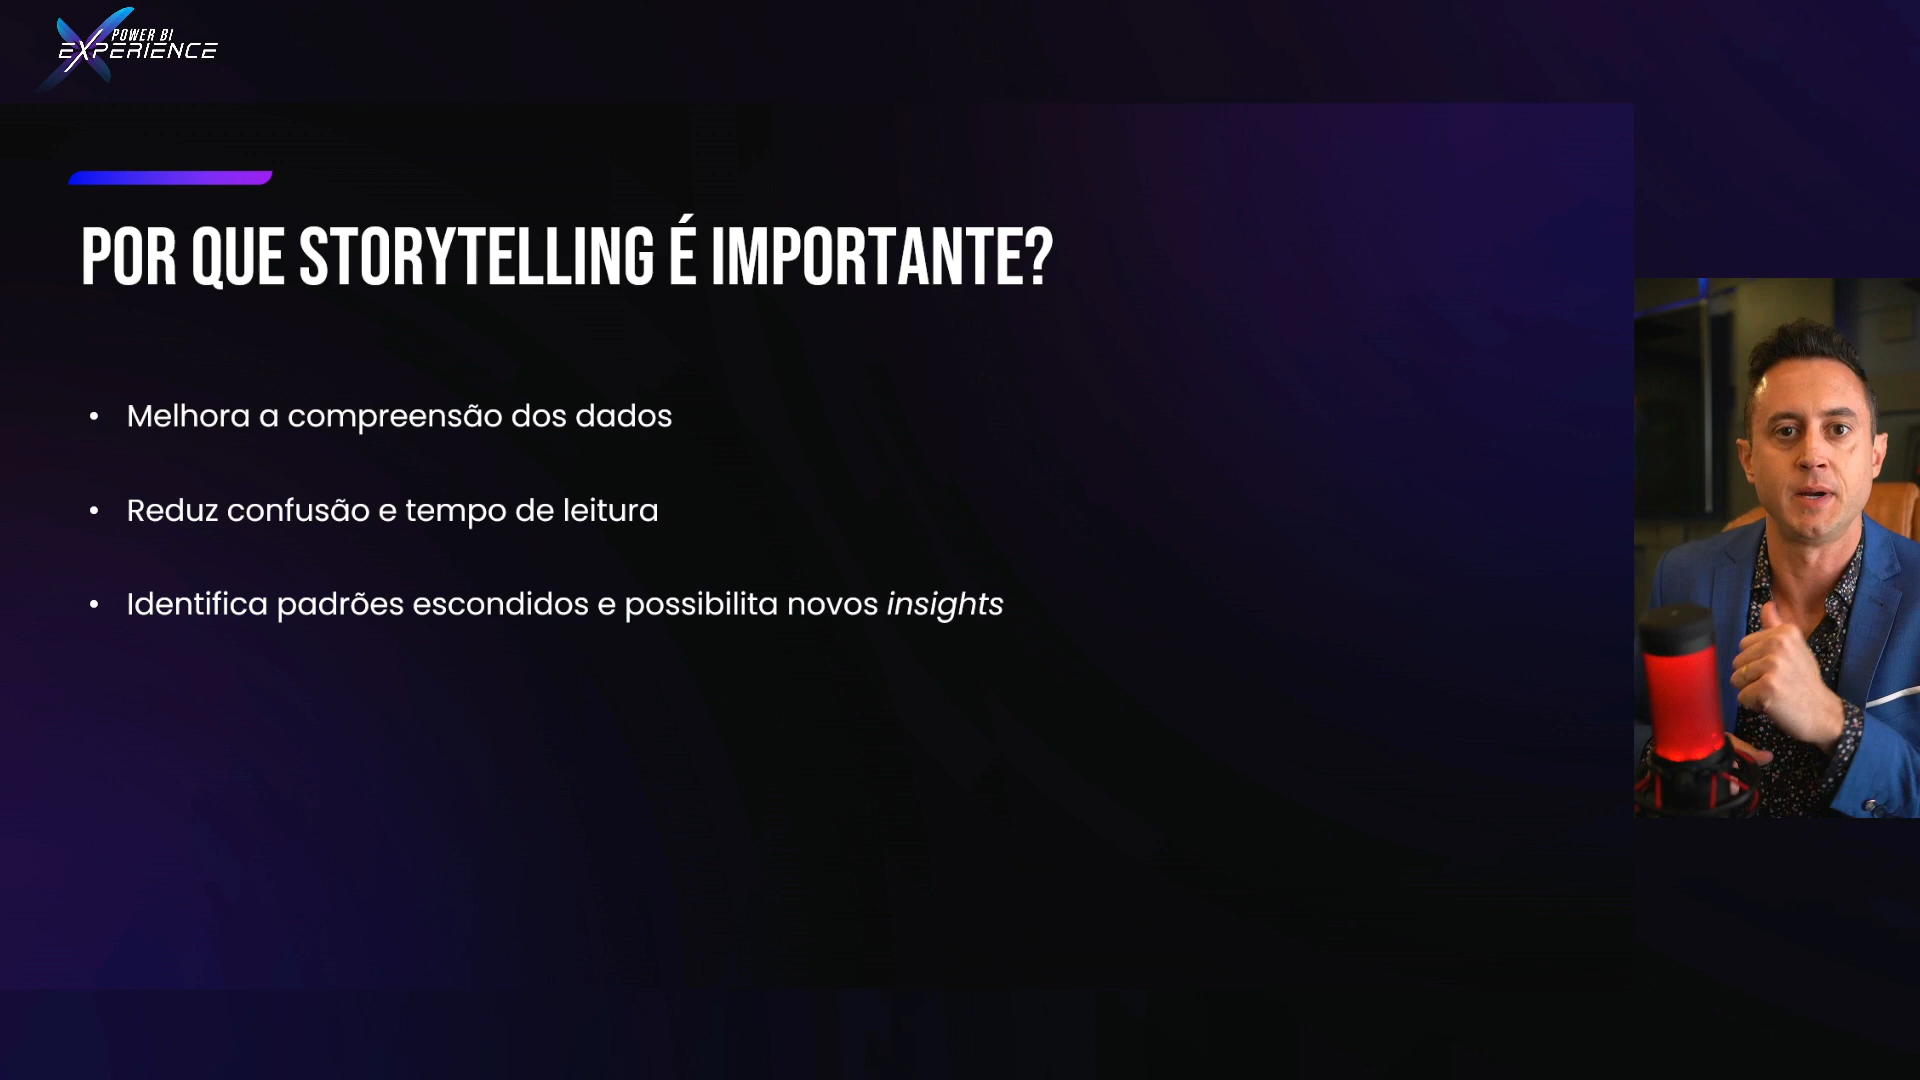 POWER BI
EXPERIENCE
POR QUE STORYTELLING É IMPORTANTE?
• Melhora a compreensão dos dados
• Reduz confusão e tempo de leitura
• Identifica padrões escondidos e possibilita novos insights